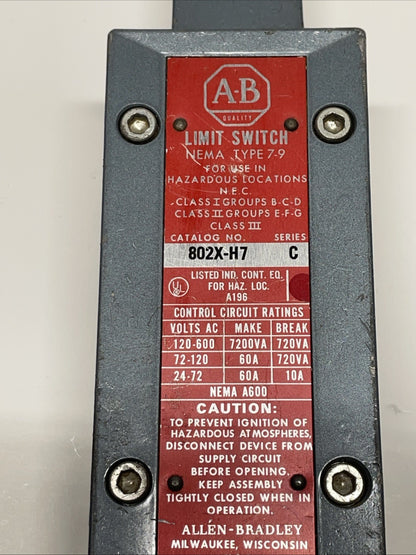 A-B
QUALITY
LIMIT SWITCH
NEMA TYPE 7-9
FOR USE IN
HAZARDOUS LOCATIONS
N.E.C.
CLASS I GROUPS B-C-D
CLASS II GROUPS E-F-G
CLASS III
CATALOG NO. SERIES
802X-H7 C
UL LISTED IND. CONT. EQ.
FOR HAZ. LOC.
A196
CONTROL CIRCUIT RATINGS
VOLTS AC MAKE BREAK
120-600 7200VA 720VA
72-120 60A 720VA
24-72 60A 10A
NEMA A600
CAUTION:
TO PREVENT IGNITION OF
HAZARDOUS ATMOSPHERES,
DISCONNECT DEVICE FROM
SUPPLY CIRCUIT
BEFORE OPENING.
KEEP ASSEMBLY
TIGHTLY CLOSED WHEN IN
OPERATION.
ALLEN-BRADLEY
MILWAUKEE, WISCONSIN